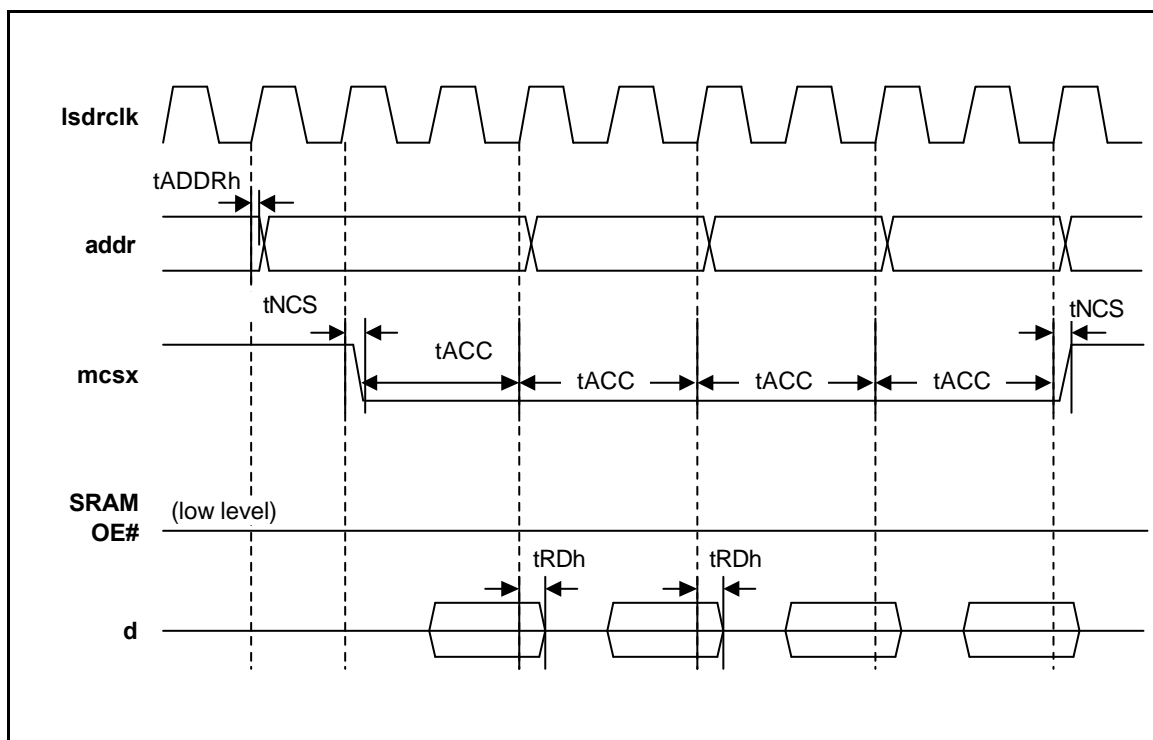 lsdrclk
tADDRh
addr
tNCS
tNCS
tACC
mcsx
tACC
tACC
tACC
SRAM
OE#
(low level)
tRDh
tRDh
d